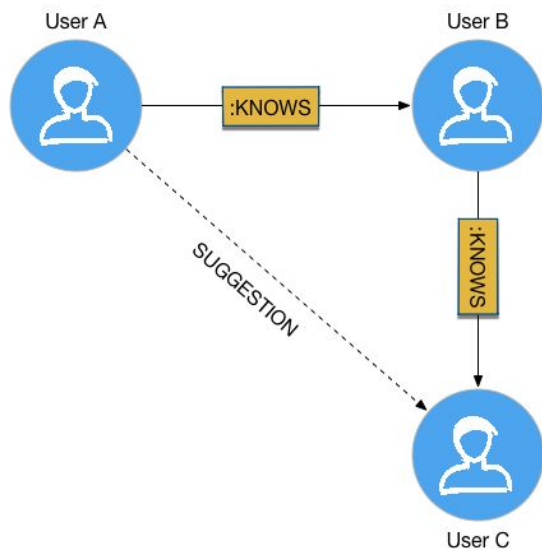 User A
User B
:KNOWS
:KNOWS
SUGGESTION
User C